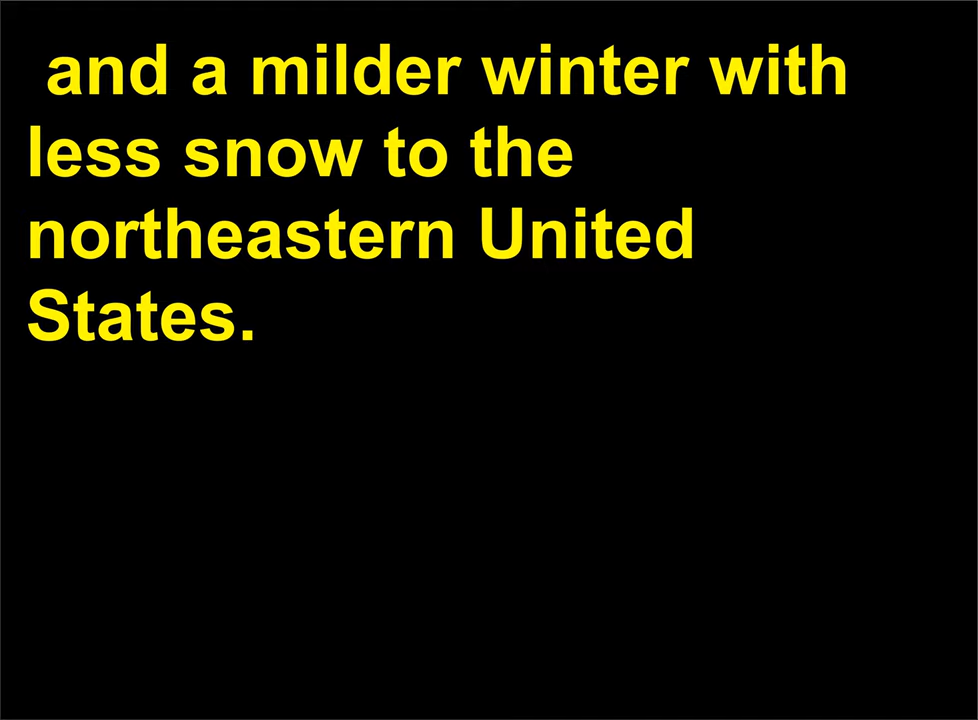 and a milder winter with
less snow to the
northeastern United
States.